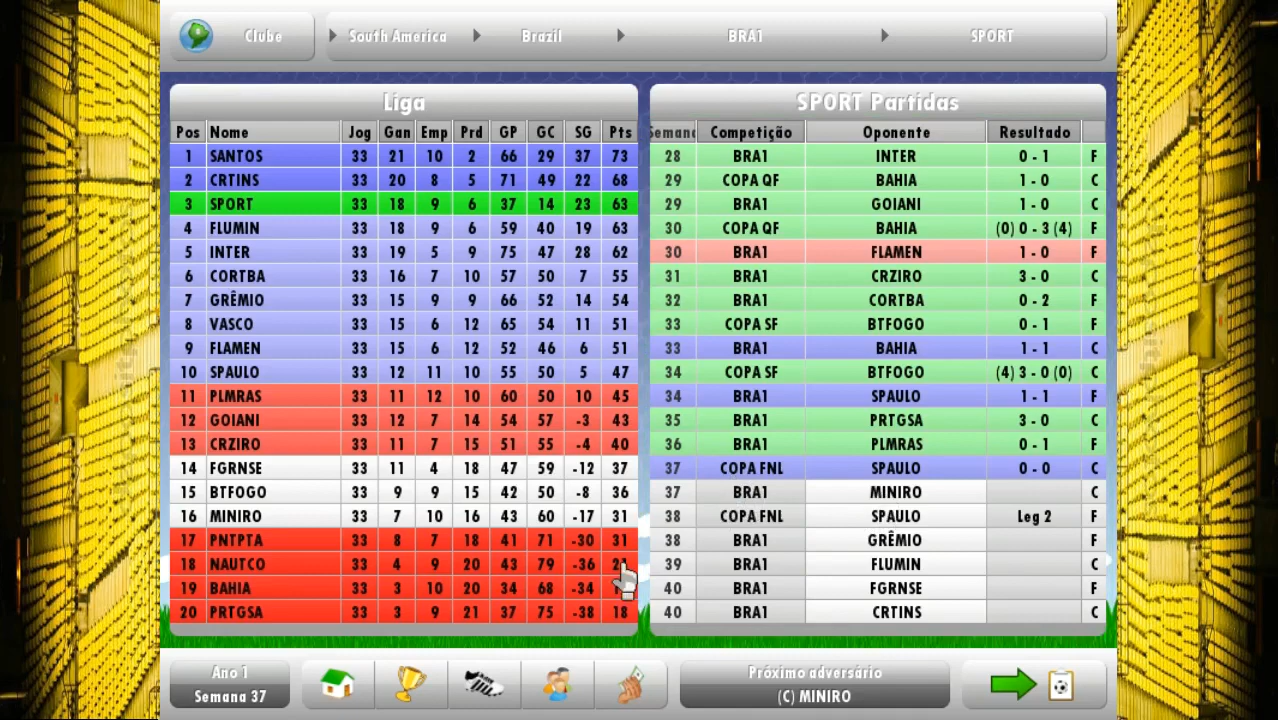 Clube South America Brazil BRA1 SPORT
Liga
Pos Nome Jog Gan Emp Prd GP GC SG Pts
1 SANTOS 33 21 10 2 66 29 37 73
2 CRTINS 33 20 8 5 71 49 22 68
3 SPORT 33 18 9 6 37 14 23 63
4 FLUMIN 33 18 9 6 59 40 19 63
5 INTER 33 19 5 9 75 47 28 62
6 CORTBA 33 16 7 10 57 50 7 55
7 GRÊMIO 33 15 9 9 66 52 14 54
8 VASCO 33 15 6 12 65 54 11 51
9 FLAMEN 33 15 6 12 52 46 6 51
10 SPAULO 33 12 11 10 55 50 5 47
11 PLMRAS 33 11 12 10 60 50 10 45
12 GOIANI 33 12 7 14 54 57 -3 43
13 CRZIRO 33 11 7 15 51 55 -4 40
14 FGRNSE 33 11 4 18 47 59 -12 37
15 BTFOGO 33 9 9 15 42 50 -8 36
16 MINIRO 33 7 10 16 43 60 -17 31
17 PNTPTA 33 8 7 18 41 71 -30 31
18 NAUTCO 33 4 9 20 43 79 -36
19 BAHIA 33 3 10 20 34 68 -34
20 PRTGSA 33 3 9 21 37 75 -38 18
SPORT Partidas
Semana Competição Oponente Resultado
28 BRA1 INTER 0 - 1 F
29 COPA QF BAHIA 1 - 0 C
29 BRA1 GOIANI 1 - 0 C
30 COPA QF BAHIA (0) 0 - 3 (4) F
30 BRA1 FLAMEN 1 - 0 F
31 BRA1 CRZIRO 3 - 0 C
32 BRA1 CORTBA 0 - 2 F
33 COPA SF BTFOGO 0 - 1 F
33 BRA1 BAHIA 1 - 1 C
34 COPA SF BTFOGO (4) 3 - 0 (0) C
34 BRA1 SPAULO 1 - 1 F
35 BRA1 PRTGSA 3 - 0 C
36 BRA1 PLMRAS 0 - 1 F
37 COPA FNL SPAULO 0 - 0 C
37 BRA1 MINIRO C
38 COPA FNL SPAULO Leg 2 F
38 BRA1 GRÊMIO F
39 BRA1 FLUMIN C
40 BRA1 FGRNSE F
40 BRA1 CRTINS C
Ano 1
Semana 37
Próximo adversário
(C) MINIRO